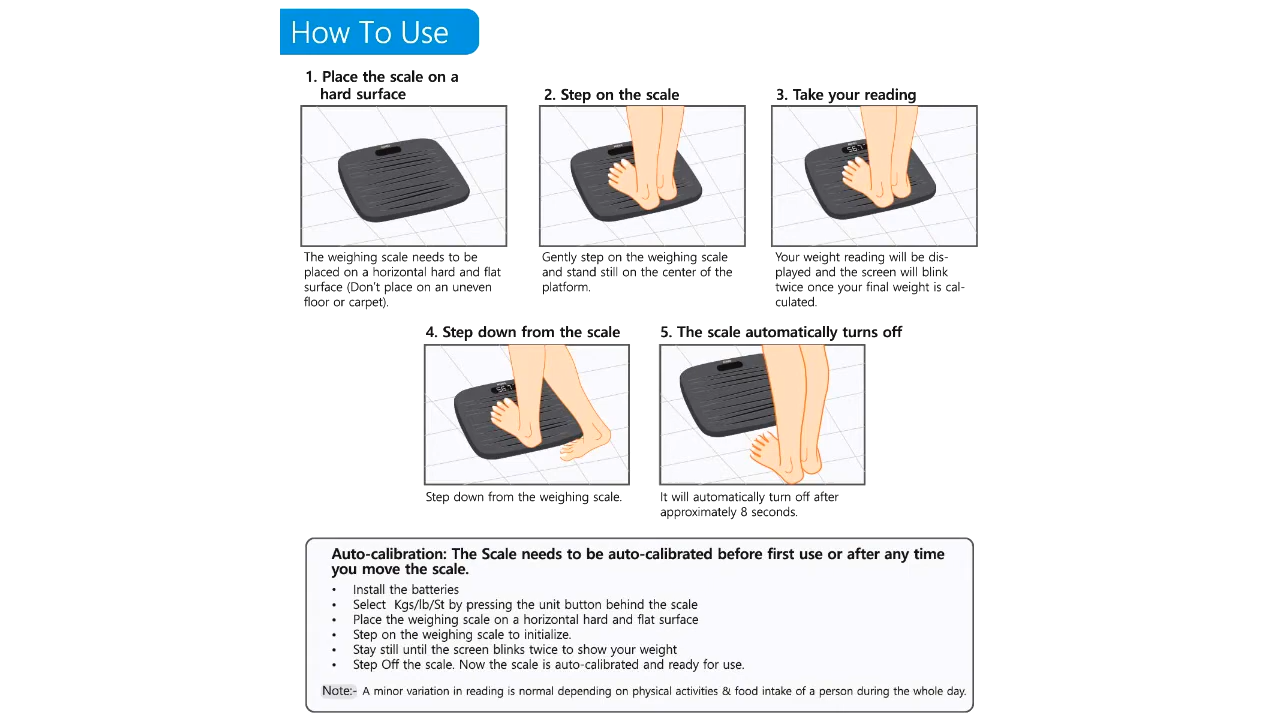 How To Use
1. Place the scale on a
hard surface
2. Step on the scale
3. Take your reading
The weighing scale needs to be
placed on a horizontal hard and flat
surface (Don't place on an uneven
floor or carpet).
Gently step on the weighing scale
and stand still on the center of the
platform.
Your weight reading will be dis-
played and the screen will blink
twice once your final weight is cal-
culated.
4. Step down from the scale
5. The scale automatically turns off
Step down from the weighing scale.
It will automatically turn off after
approximately 8 seconds.
Auto-calibration: The Scale needs to be auto-calibrated before first use or after any time
you move the scale.
• Install the batteries
• Select Kgs/lb/St by pressing the unit button behind the scale
• Place the weighing scale on a horizontal hard and flat surface
• Step on the weighing scale to initialize.
• Stay still until the screen blinks twice to show your weight
• Step Off the scale. Now the scale is auto-calibrated and ready for use.
Note:- A minor variation in reading is normal depending on physical activities & food intake of a person during the whole day.